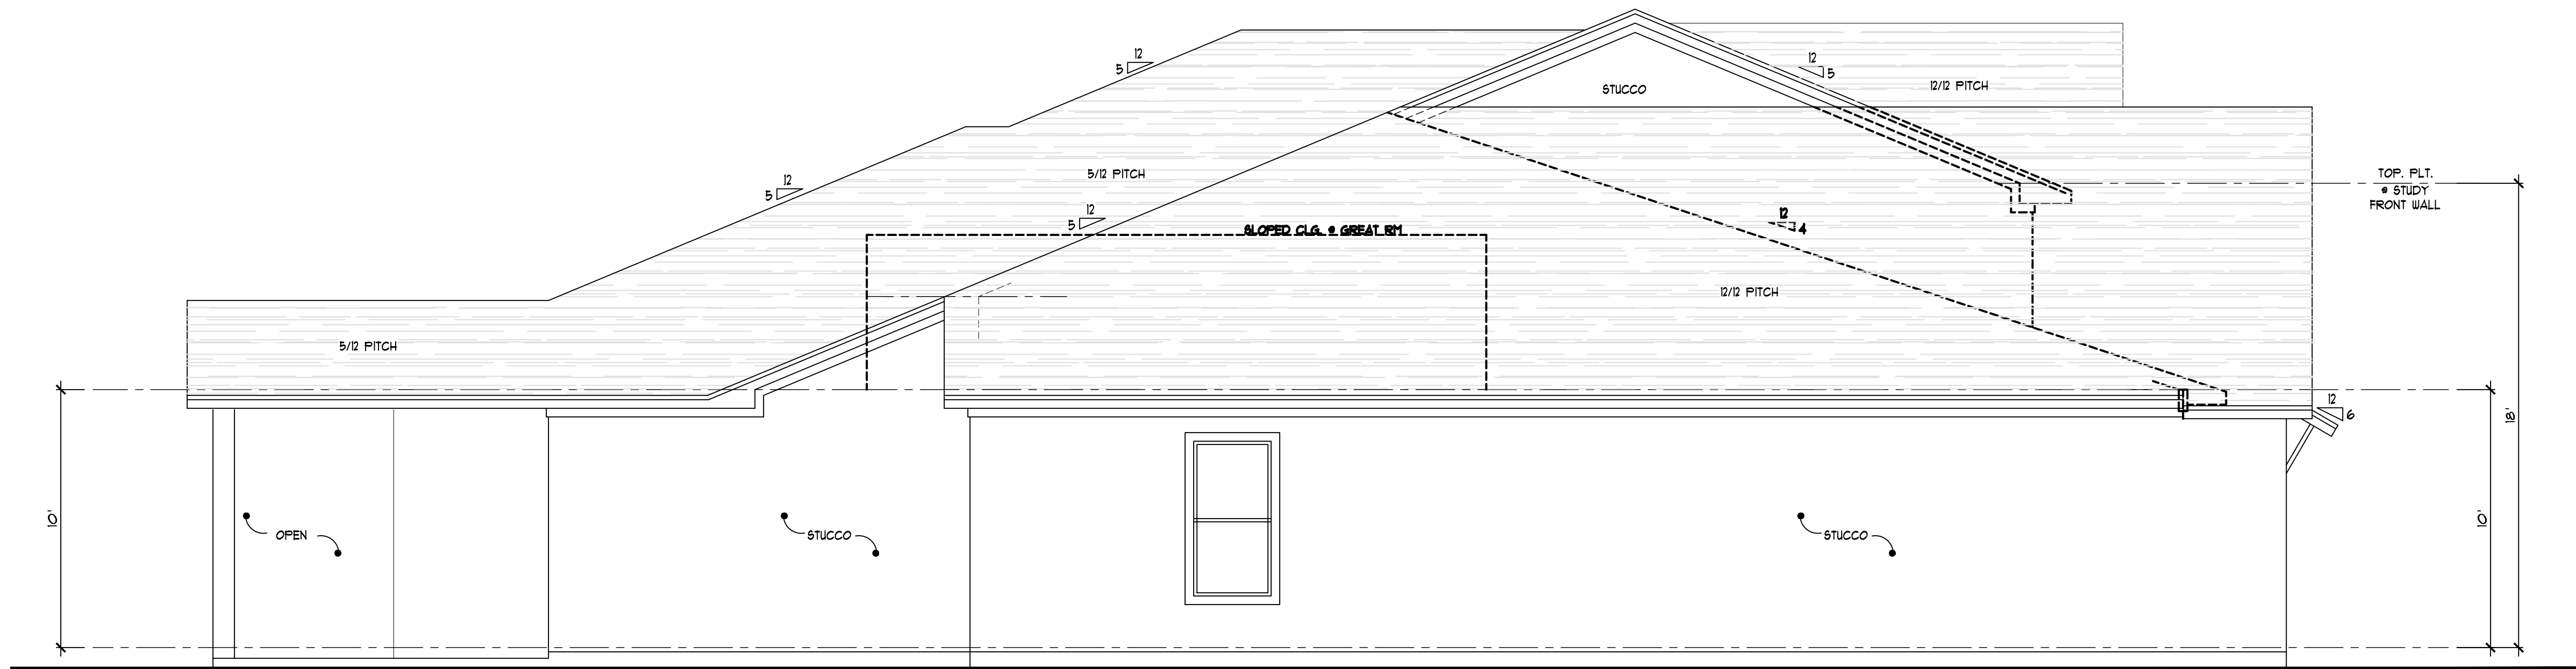 12
5
12
5
12/12 PITCH
STUCCO
5/12 PITCH
12
5
TOP. PLT.
@ STUDY
FRONT WALL
12
5
SLOPED CLG. @ GREAT RM
12
4
12/12 PITCH
5/12 PITCH
12
6
18'
10'
10'
OPEN
STUCCO
STUCCO